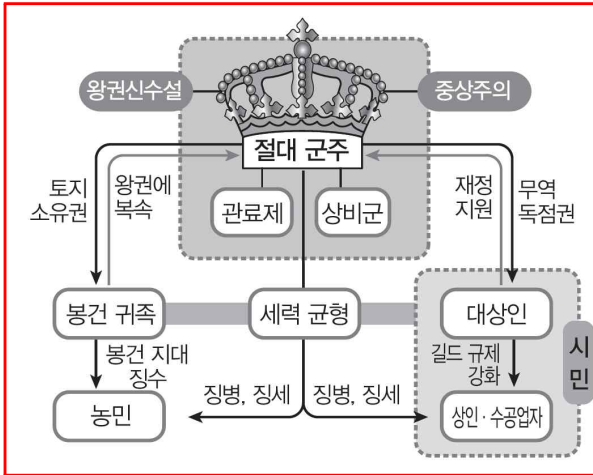 왕권신수설
중상주의
절대 군주
관료제
상비군
토지
소유권
왕권에
복속
재정
지원
무역
독점권
봉건 귀족
세력 균형
대상인
봉건 지대
징수
길드 규제
강화
시
민
농민
징병, 징세
징병, 징세
상인·수공업자